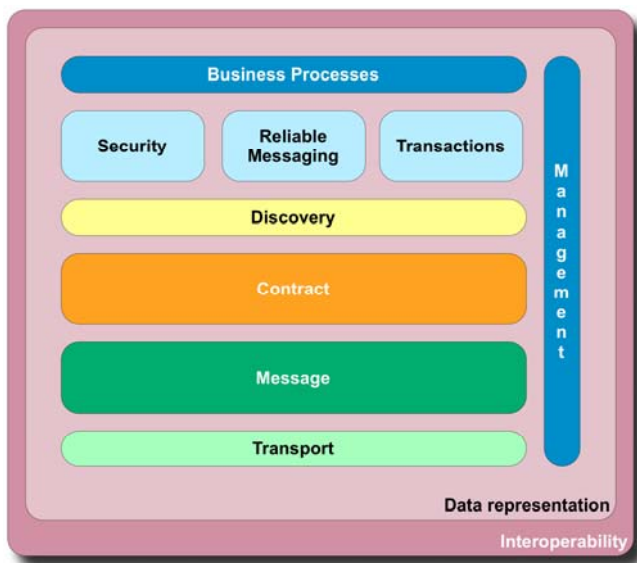 Business Processes
Security
Reliable
Messaging
Transactions
Management
Discovery
Contract
Message
Transport
Data representation
Interoperability